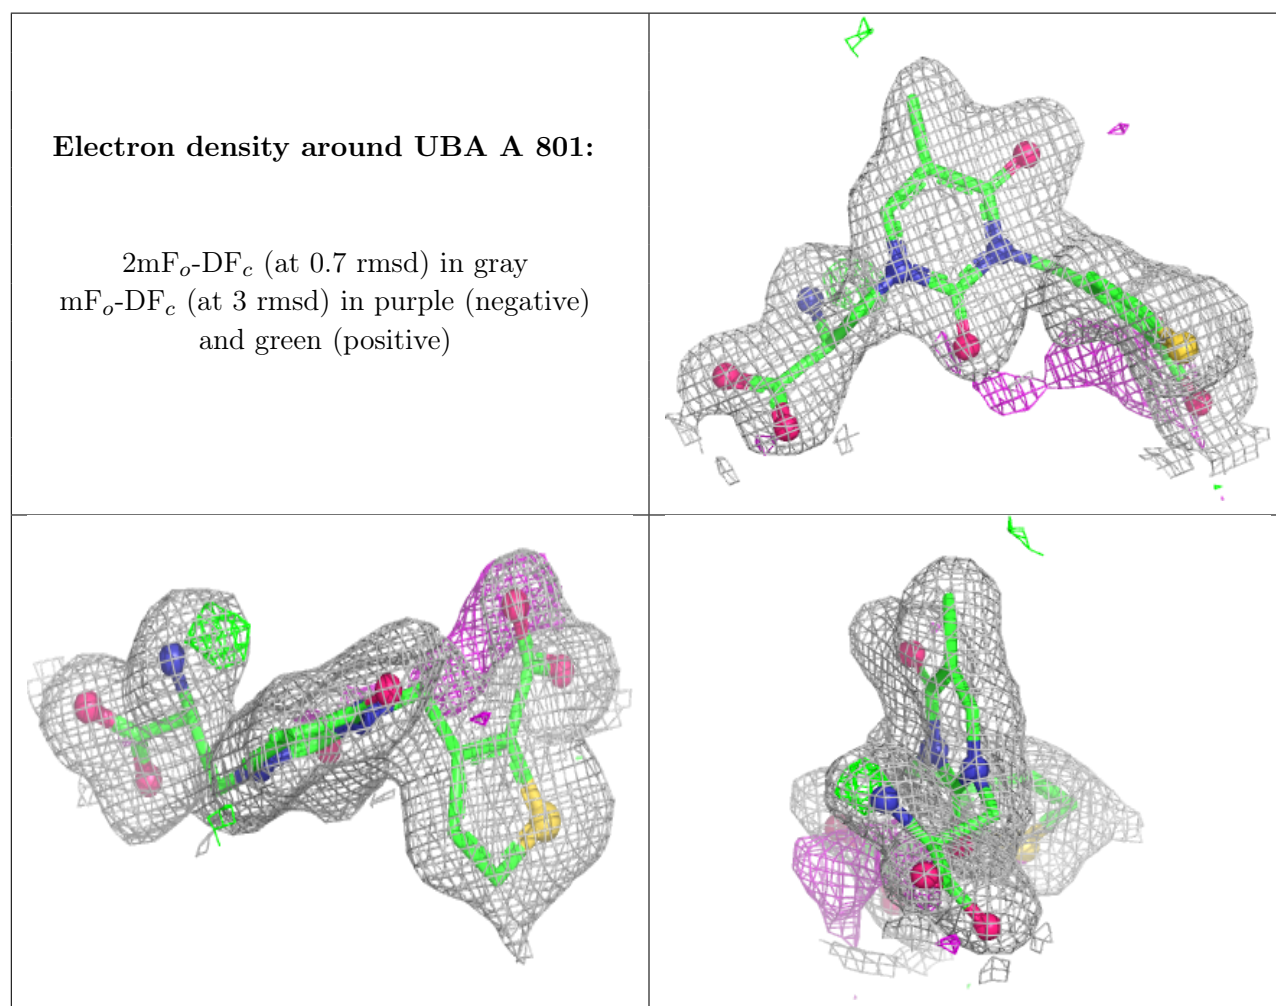 Electron density around UBA A 801:
2mFo-DFc (at 0.7 rmsd) in gray
mFo-DFc (at 3 rmsd) in purple (negative)
and green (positive)